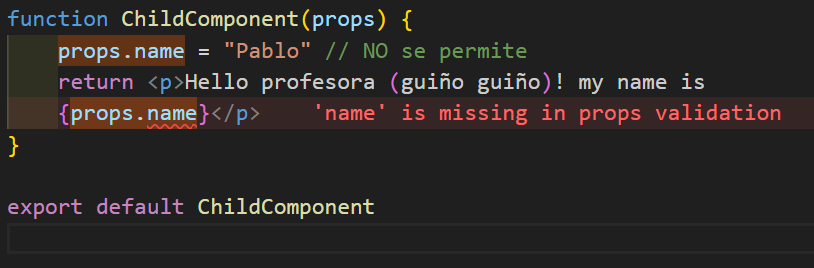 function ChildComponent(props) {
props.name = "Pablo" // NO se permite
return <p>Hello profesora (guiño guiño)! my name is
{props.name}</p> 'name' is missing in props validation
}
export default ChildComponent